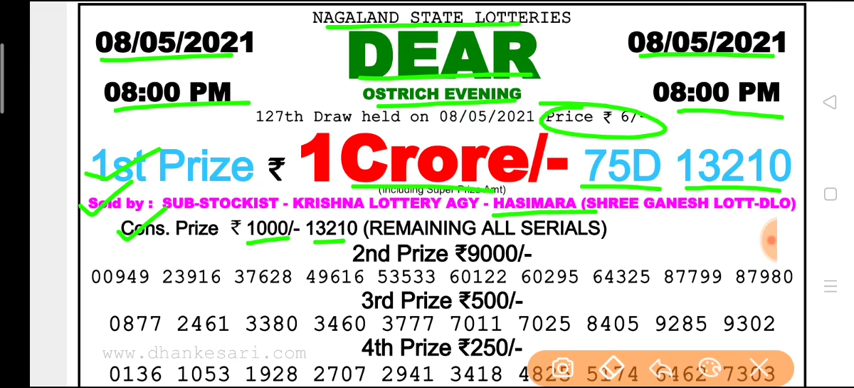 NAGALAND STATE LOTTERIES
08/05/2021 DEAR 08/05/2021
08:00 PM OSTRICH EVENING 08:00 PM
127th Draw held on 08/05/2021 Price ₹ 6/-
1st Prize ₹ 1Crore/- 75D 13210
(Including Super Prize Amt)
Sold by : SUB-STOCKIST - KRISHNA LOTTERY AGY - HASIMARA (SHREE GANESH LOTT-DLO)
Cons. Prize ₹ 1000/- 13210 (REMAINING ALL SERIALS)
2nd Prize ₹9000/-
00949 23916 37628 49616 53533 60122 60295 64325 87799 87980
3rd Prize ₹500/-
0877 2461 3380 3460 3777 7011 7025 8405 9285 9302
www.dhankesari.com
4th Prize ₹250/-
0136 1053 1928 2707 2941 3418 4825 5174 6462 7303